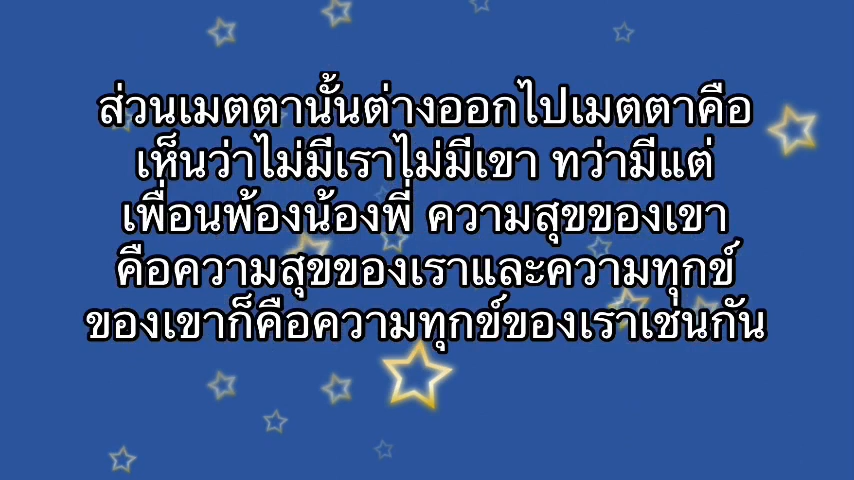 ส่วนเมตตานั้นต่างออกไปเมตตาคือ
เห็นว่าไม่มีเราไม่มีเขา ทว่ามีแต่
เพื่อนพ้องน้องพี่ ความสุขของเขา
คือความสุขของเราและความทุกข์
ของเขาก็คือความทุกข์ของเราเช่นกัน